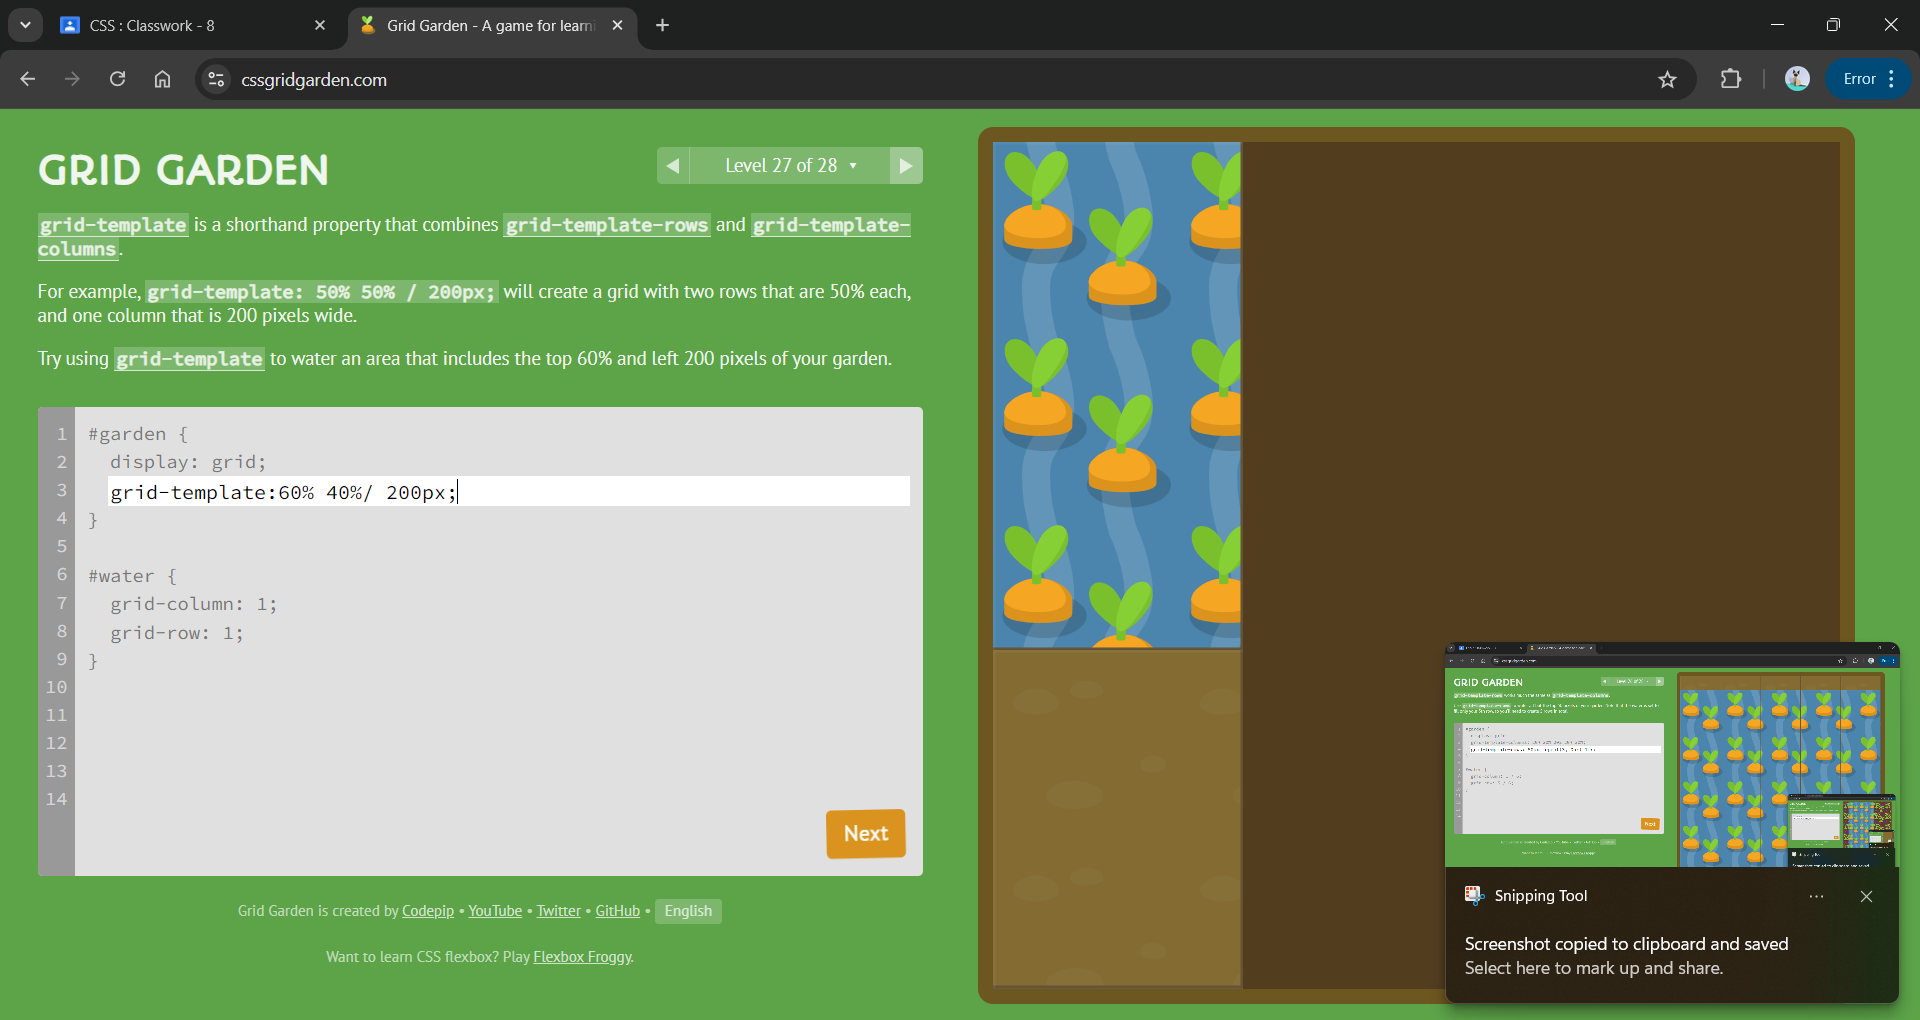 CSS : Classwork - 8
Grid Garden - A game for learni
cssgridgarden.com
Error
GRID GARDEN
Level 27 of 28
grid-template is a shorthand property that combines grid-template-rows and grid-template-
columns.
For example, grid-template: 50% 50% / 200px; will create a grid with two rows that are 50% each,
and one column that is 200 pixels wide.
Try using grid-template to water an area that includes the top 60% and left 200 pixels of your garden.
1 #garden {
2 display: grid;
3 grid-template:60% 40%/ 200px;
4 }
5
6 #water {
7 grid-column: 1;
8 grid-row: 1;
9 }
10
11
12
13
14
Next
Grid Garden is created by Codepip • YouTube • Twitter • GitHub • English
Want to learn CSS flexbox? Play Flexbox Froggy.
GRID GARDEN
Next
Snipping Tool
Screenshot copied to clipboard and saved
Select here to mark up and share.